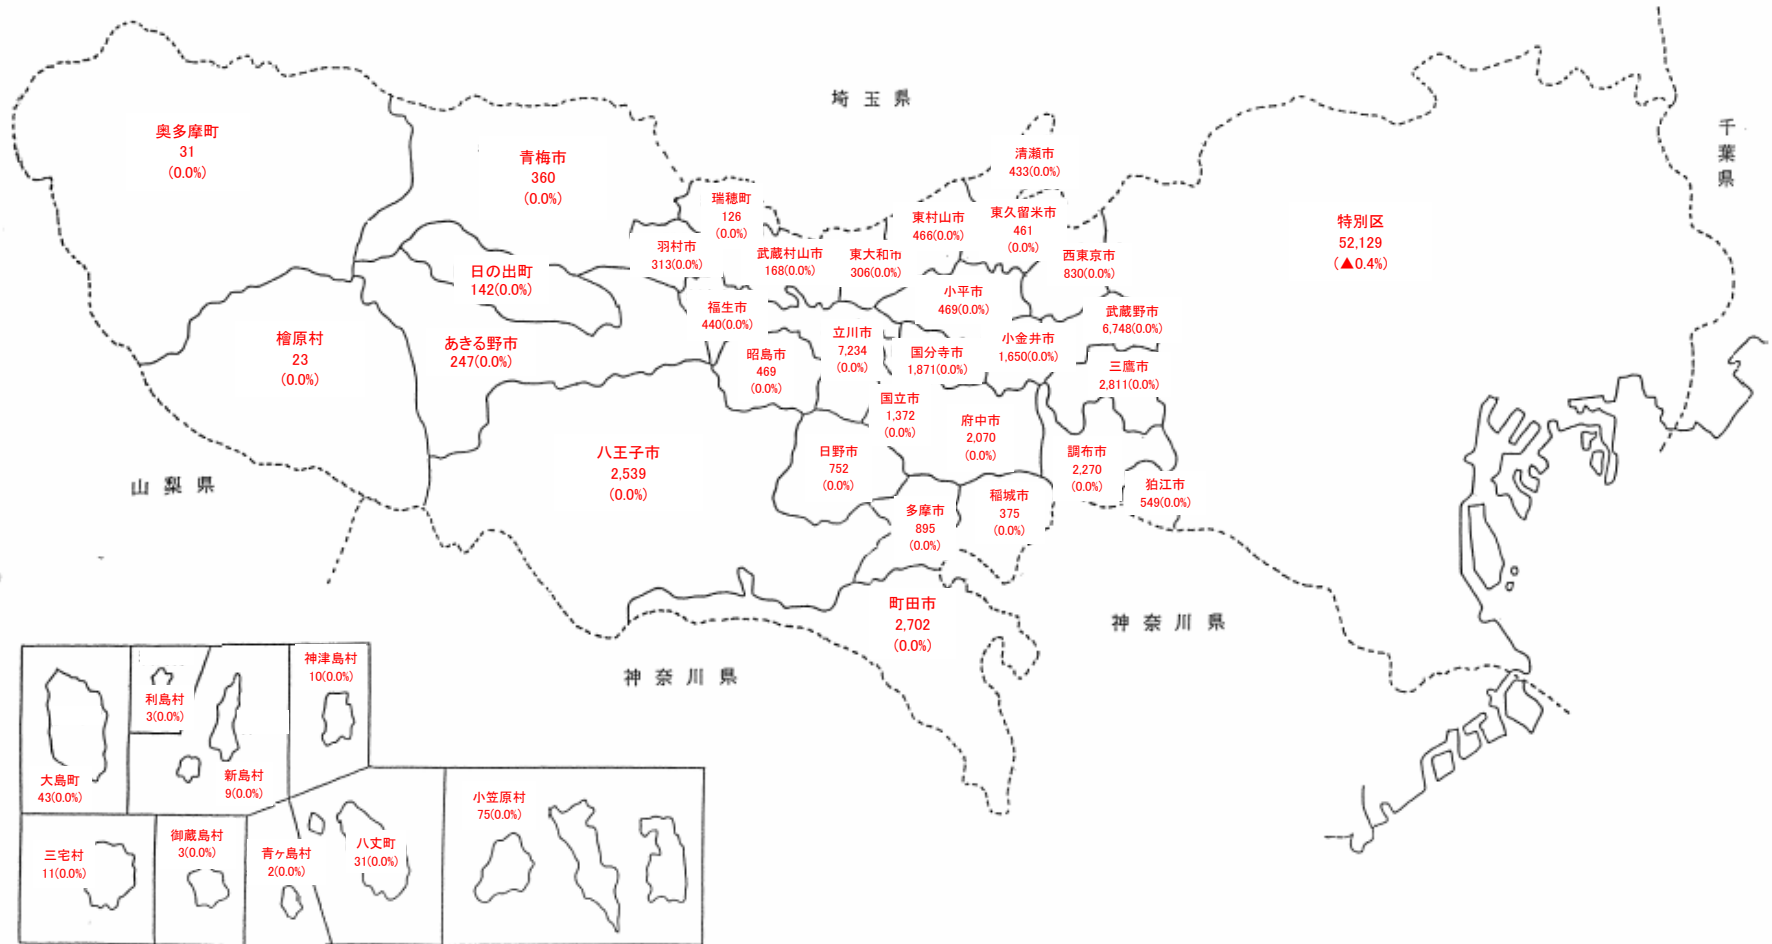 埼玉県
千葉県
奥多摩町
31
(0.0%)
青梅市
360
(0.0%)
清瀬市
433(0.0%)
瑞穂町
126
(0.0%)
東村山市
466(0.0%)
東久留米市
461
(0.0%)
特別区
52,129
(▲0.4%)
羽村市
313(0.0%)
武蔵村山市
168(0.0%)
東大和市
306(0.0%)
西東京市
830(0.0%)
日の出町
142(0.0%)
小平市
469(0.0%)
福生市
440(0.0%)
武蔵野市
6,748(0.0%)
檜原村
23
(0.0%)
あきる野市
247(0.0%)
立川市
7,234
(0.0%)
小金井市
1,650(0.0%)
昭島市
469
(0.0%)
国分寺市
1,871(0.0%)
三鷹市
2,811(0.0%)
国立市
1,372
(0.0%)
府中市
2,070
(0.0%)
八王子市
2,539
(0.0%)
日野市
752
(0.0%)
調布市
2,270
(0.0%)
狛江市
549(0.0%)
山梨県
多摩市
895
(0.0%)
稲城市
375
(0.0%)
町田市
2,702
(0.0%)
神奈川県
神奈川県
神津島村
10(0.0%)
利島村
3(0.0%)
大島町
43(0.0%)
新島村
9(0.0%)
小笠原村
75(0.0%)
三宅村
11(0.0%)
御蔵島村
3(0.0%)
青ヶ島村
2(0.0%)
八丈町
31(0.0%)